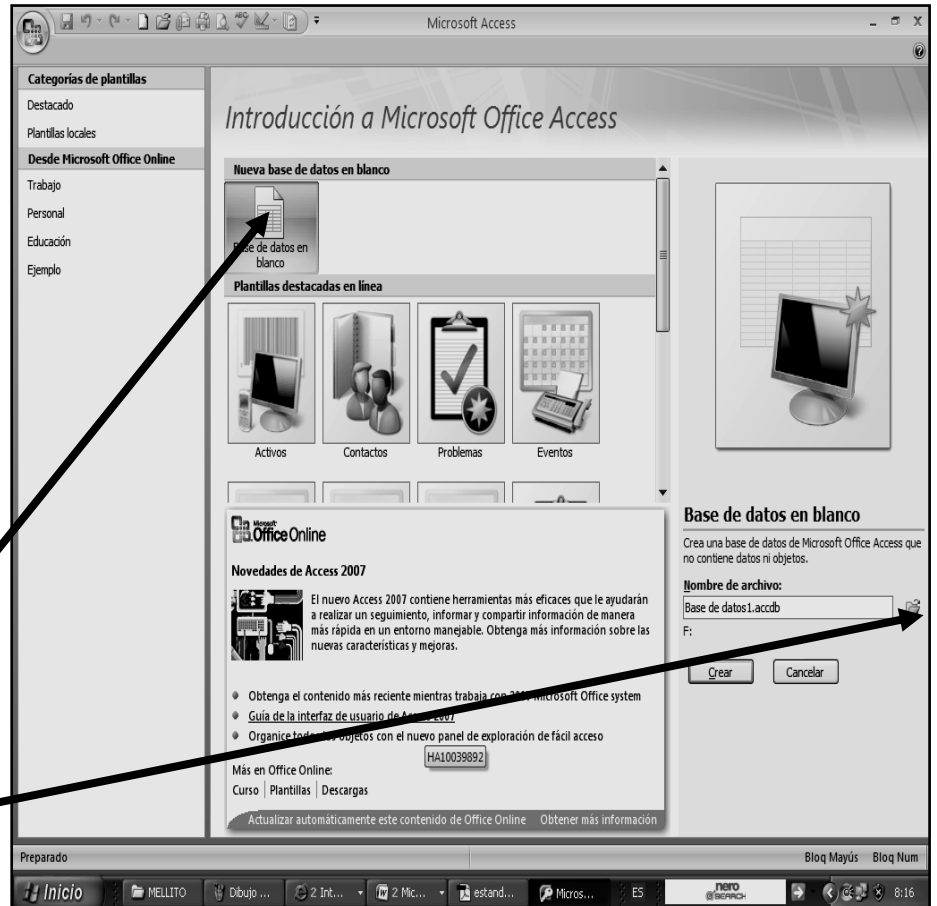 Microsoft Access
Categorías de plantillas
Destacado
Plantillas locales
Desde Microsoft Office Online
Trabajo
Personal
Educación
Ejemplo
Introducción a Microsoft Office Access
Nueva base de datos en blanco
Base de datos en
blanco
Plantillas destacadas en línea
Activos
Contactos
Problemas
Eventos
Microsoft
Office Online
Novedades de Access 2007
El nuevo Access 2007 contiene herramientas más eficaces que le ayudarán
a realizar un seguimiento, informar y compartir información de manera
más rápida en un entorno manejable. Obtenga más información sobre las
nuevas características y mejoras.
Obtenga el contenido más reciente mientras trabaja con 2007 Microsoft Office system
Guía de la interfaz de usuario de Access 2007
Organice todos los objetos con el nuevo panel de exploración de fácil acceso
HA10039892
Más en Office Online:
Curso | Plantillas | Descargas
Actualizar automáticamente este contenido de Office Online Obtener más información
Base de datos en blanco
Crea una base de datos de Microsoft Office Access que
no contiene datos ni objetos.
Nombre de archivo:
Base de datos1.accdb
F:
Crear
Cancelar
Preparado
Bloq Mayús Bloq Num
Inicio
MELLITO
Dibujo ...
2 Int...
2 Mic...
estand...
Micros...
ES
nero
SEARCH
8:16